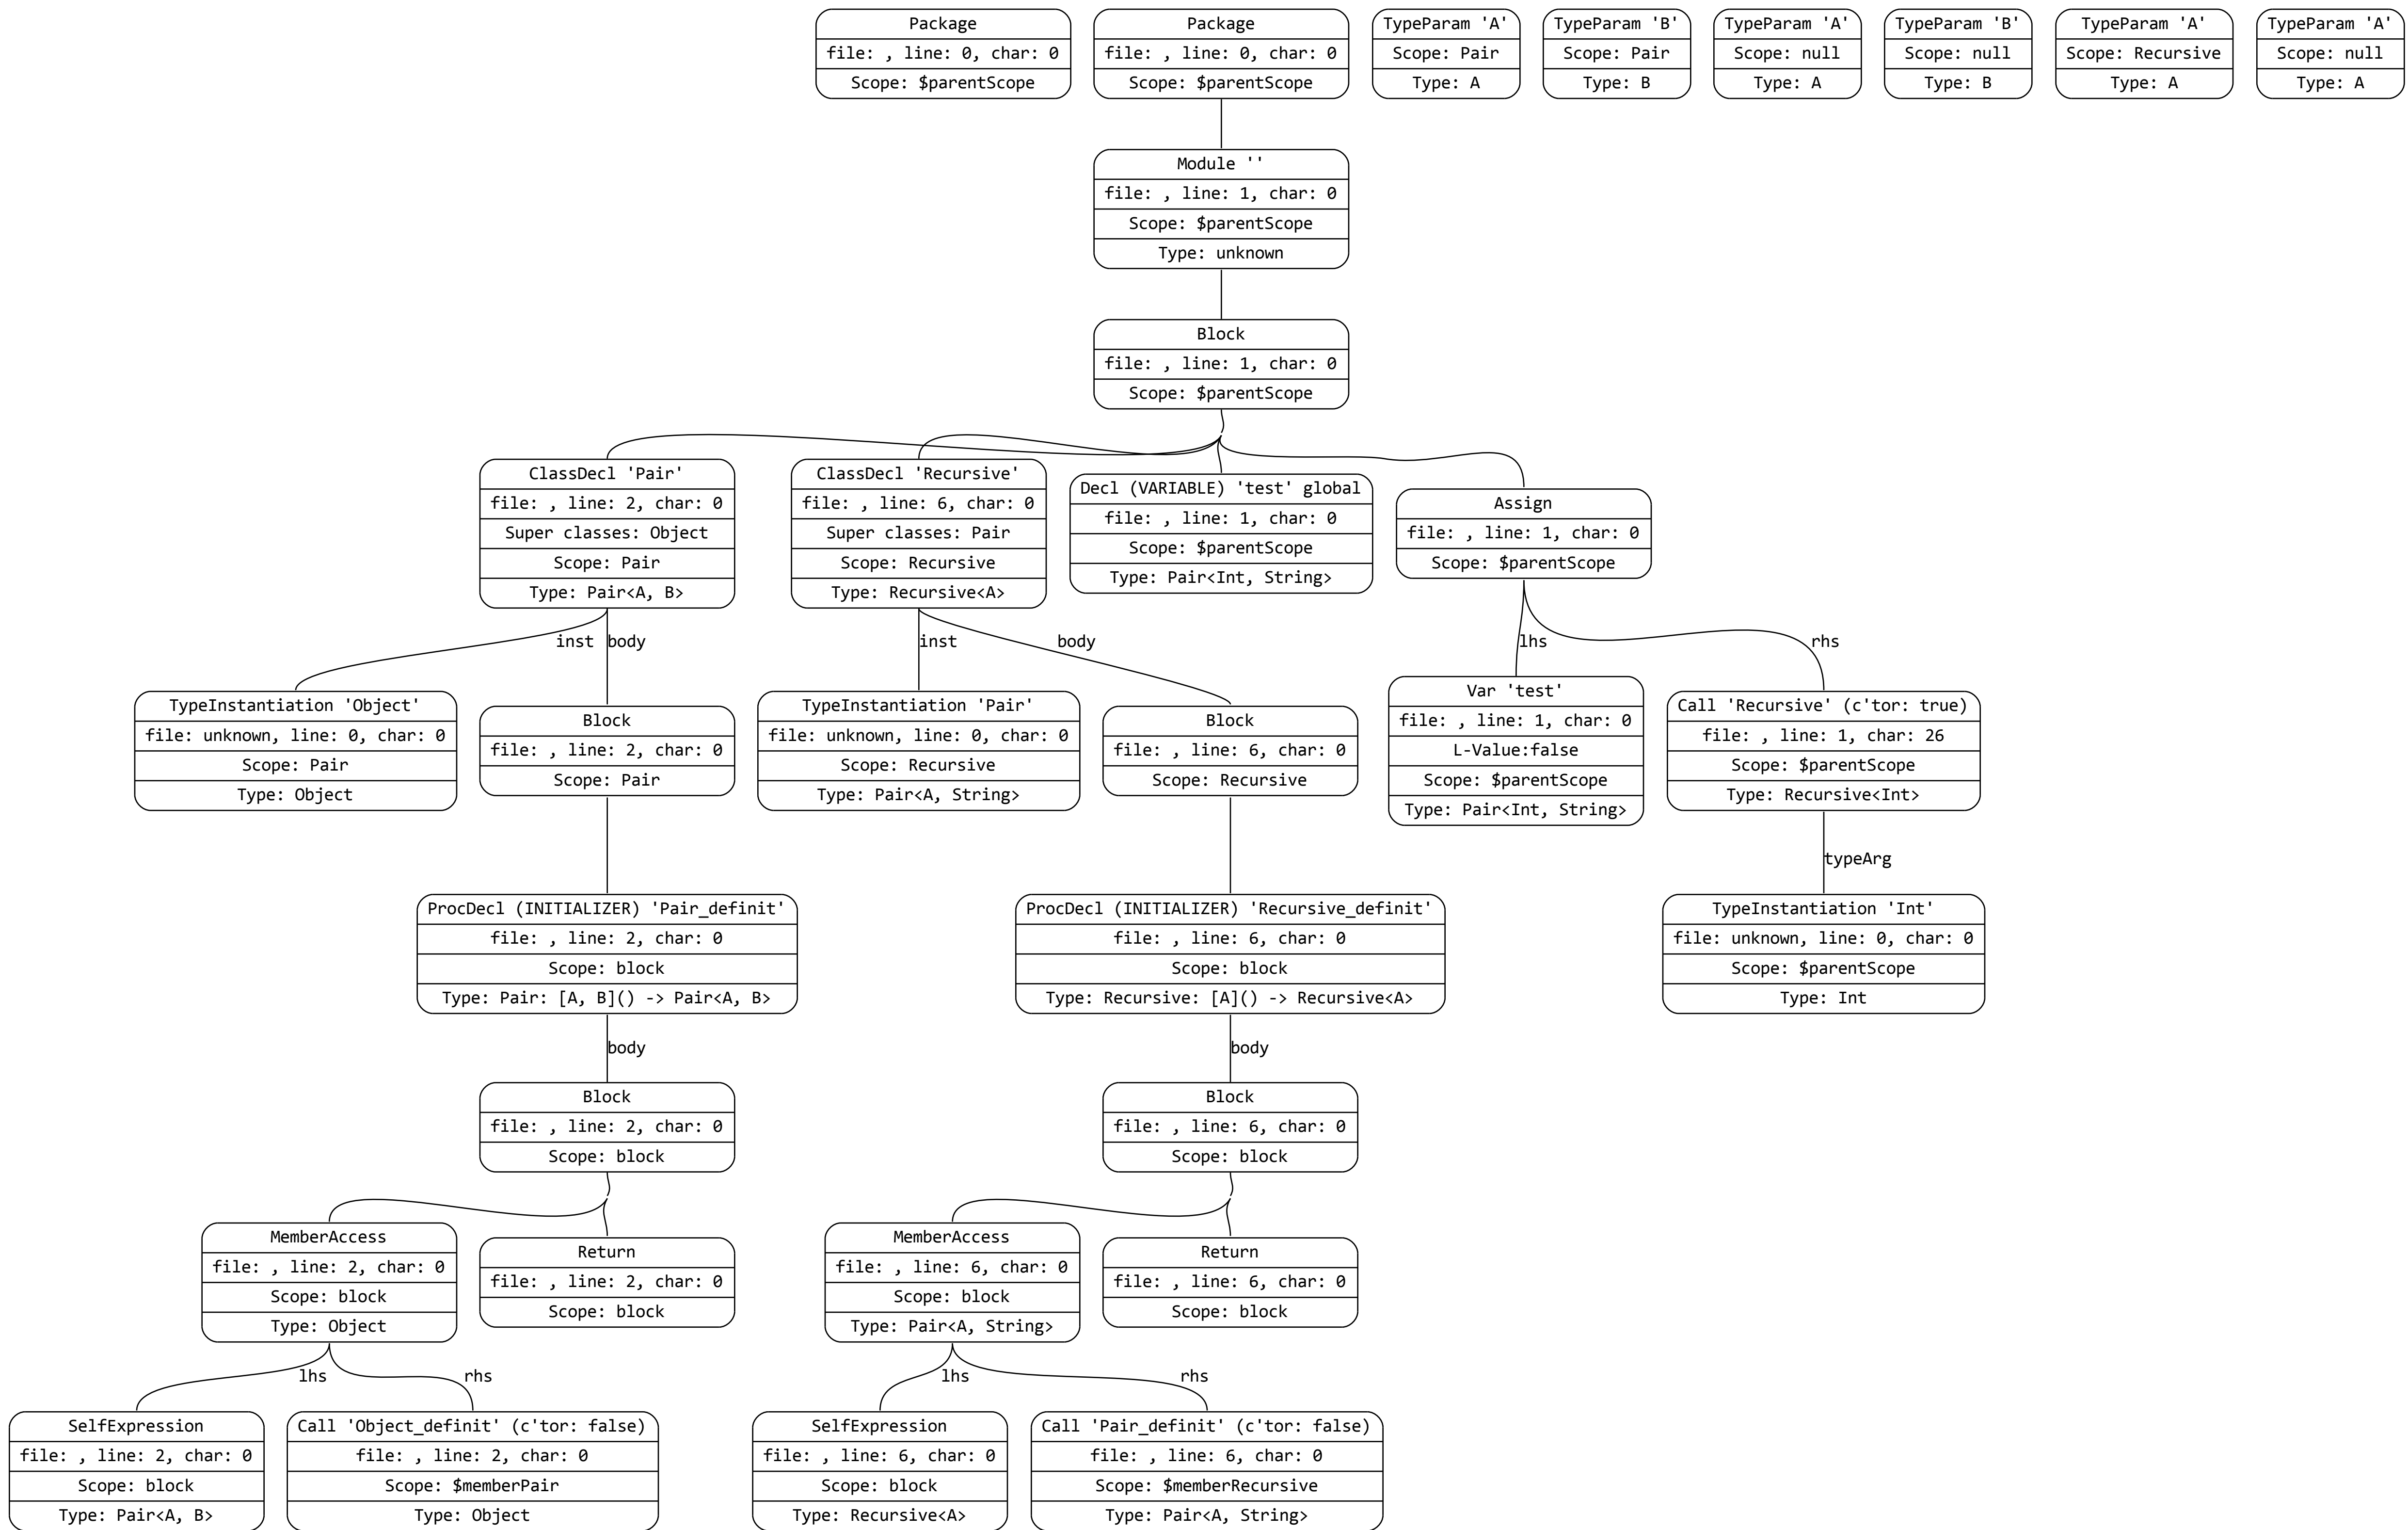 Package
file: , line: 0, char: 0
Scope: $parentScope
Package
file: , line: 0, char: 0
Scope: $parentScope
TypeParam 'A'
Scope: Pair
Type: A
TypeParam 'B'
Scope: Pair
Type: B
TypeParam 'A'
Scope: null
Type: A
TypeParam 'B'
Scope: null
Type: B
TypeParam 'A'
Scope: Recursive
Type: A
TypeParam 'A'
Scope: null
Type: A
Module ''
file: , line: 1, char: 0
Scope: $parentScope
Type: unknown
Block
file: , line: 1, char: 0
Scope: $parentScope
ClassDecl 'Pair'
file: , line: 2, char: 0
Super classes: Object
Scope: Pair
Type: Pair<A, B>
ClassDecl 'Recursive'
file: , line: 6, char: 0
Super classes: Pair
Scope: Recursive
Type: Recursive<A>
Decl (VARIABLE) 'test' global
file: , line: 1, char: 0
Scope: $parentScope
Type: Pair<Int, String>
Assign
file: , line: 1, char: 0
Scope: $parentScope
inst
body
inst
body
lhs
rhs
TypeInstantiation 'Object'
file: unknown, line: 0, char: 0
Scope: Pair
Type: Object
Block
file: , line: 2, char: 0
Scope: Pair
TypeInstantiation 'Pair'
file: unknown, line: 0, char: 0
Scope: Recursive
Type: Pair<A, String>
Block
file: , line: 6, char: 0
Scope: Recursive
Var 'test'
file: , line: 1, char: 0
L-Value:false
Scope: $parentScope
Type: Pair<Int, String>
Call 'Recursive' (c'tor: true)
file: , line: 1, char: 26
Scope: $parentScope
Type: Recursive<Int>
typeArg
ProcDecl (INITIALIZER) 'Pair_definit'
file: , line: 2, char: 0
Scope: block
Type: Pair: [A, B]() -> Pair<A, B>
ProcDecl (INITIALIZER) 'Recursive_definit'
file: , line: 6, char: 0
Scope: block
Type: Recursive: [A]() -> Recursive<A>
TypeInstantiation 'Int'
file: unknown, line: 0, char: 0
Scope: $parentScope
Type: Int
body
body
Block
file: , line: 2, char: 0
Scope: block
Block
file: , line: 6, char: 0
Scope: block
MemberAccess
file: , line: 2, char: 0
Scope: block
Type: Object
Return
file: , line: 2, char: 0
Scope: block
MemberAccess
file: , line: 6, char: 0
Scope: block
Type: Pair<A, String>
Return
file: , line: 6, char: 0
Scope: block
lhs
rhs
lhs
rhs
SelfExpression
file: , line: 2, char: 0
Scope: block
Type: Pair<A, B>
Call 'Object_definit' (c'tor: false)
file: , line: 2, char: 0
Scope: $memberPair
Type: Object
SelfExpression
file: , line: 6, char: 0
Scope: block
Type: Recursive<A>
Call 'Pair_definit' (c'tor: false)
file: , line: 6, char: 0
Scope: $memberRecursive
Type: Pair<A, String>